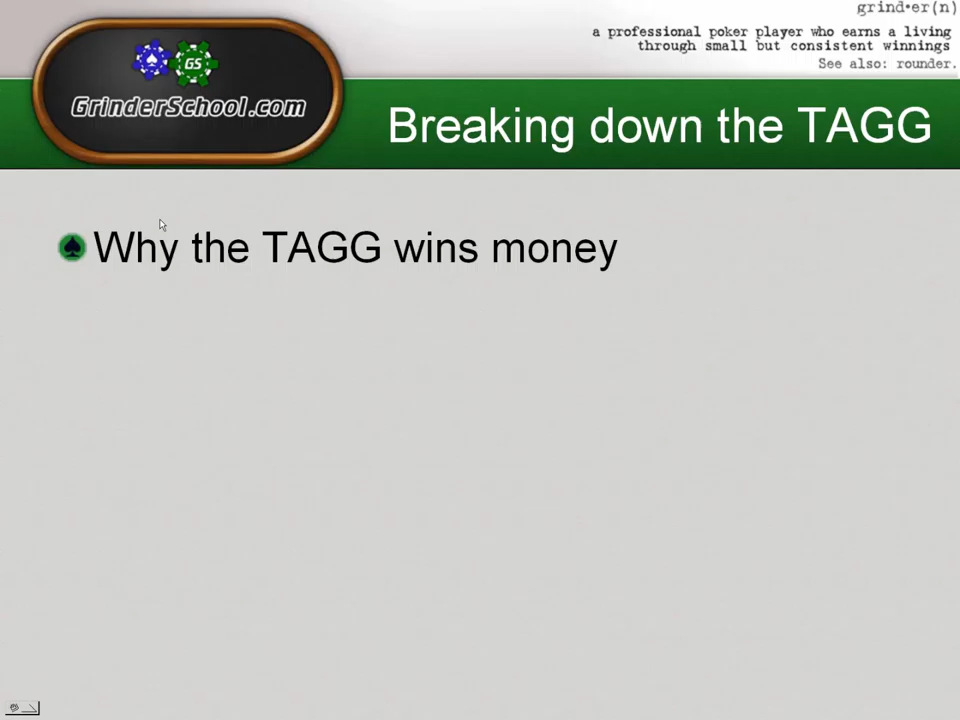 grind•er(n)
a professional poker player who earns a living
through small but consistent winnings
See also: rounder.
GS
GrinderSchool.com
Breaking down the TAGG
Why the TAGG wins money